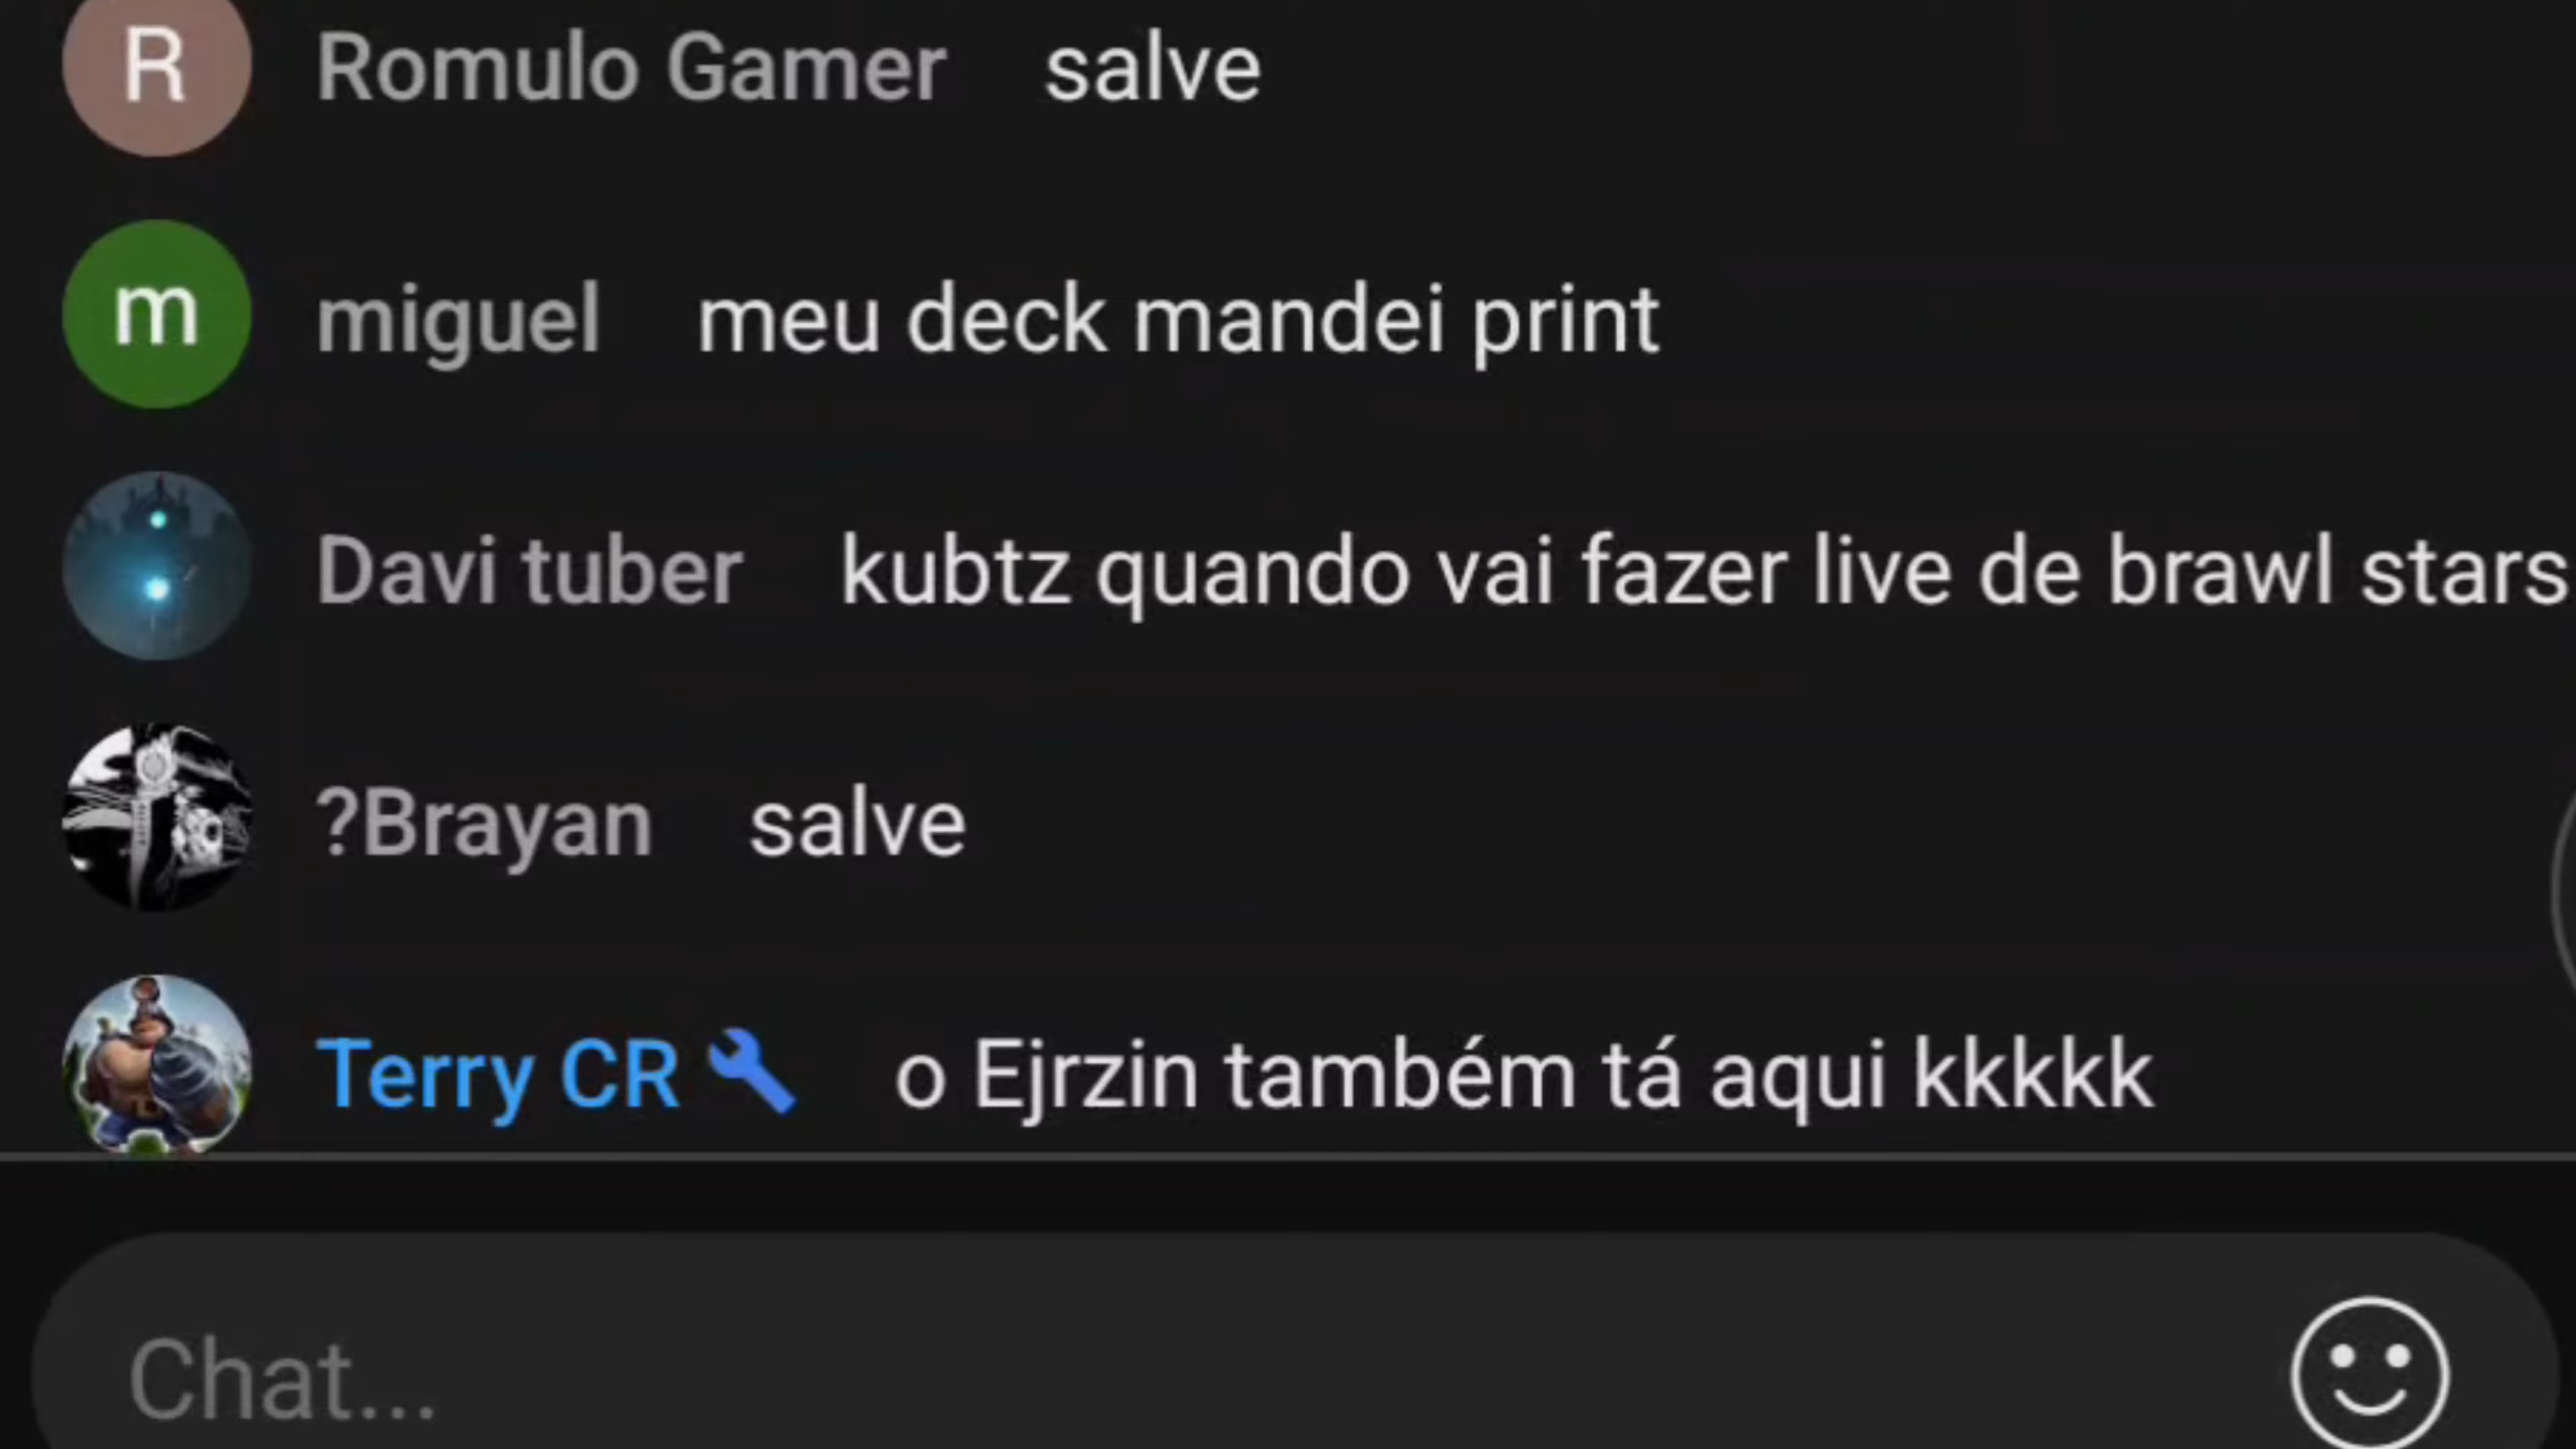 R Romulo Gamer salve
m miguel meu deck mandei print
Davi tuber kubtz quando vai fazer live de brawl stars
?Brayan salve
Terry CR o Ejrzin também tá aqui kkkkk
Chat...